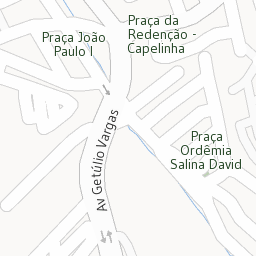 Praça da
Redenção -
Capelinha
Praça João
Paulo I
Av Getúlio Vargas
Praça
Ordêmia
Salina David